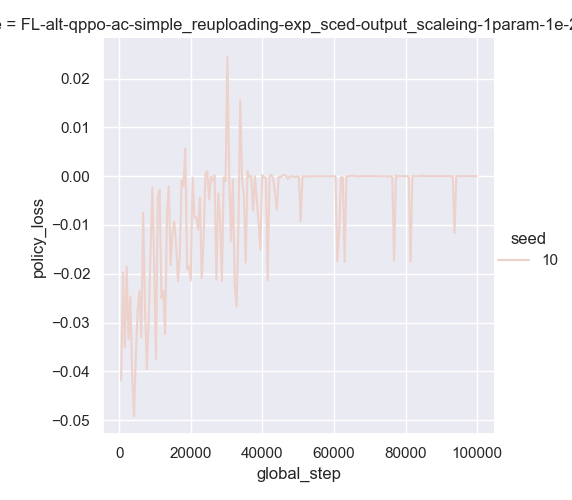 e = FL-alt-qppo-ac-simple_reuploading-exp_sced-output_scaleing-1param-1e-2
0.02
0.01
0.00
−0.01
−0.02
−0.03
−0.04
−0.05
policy_loss
0 20000 40000 60000 80000 100000
global_step
seed
10